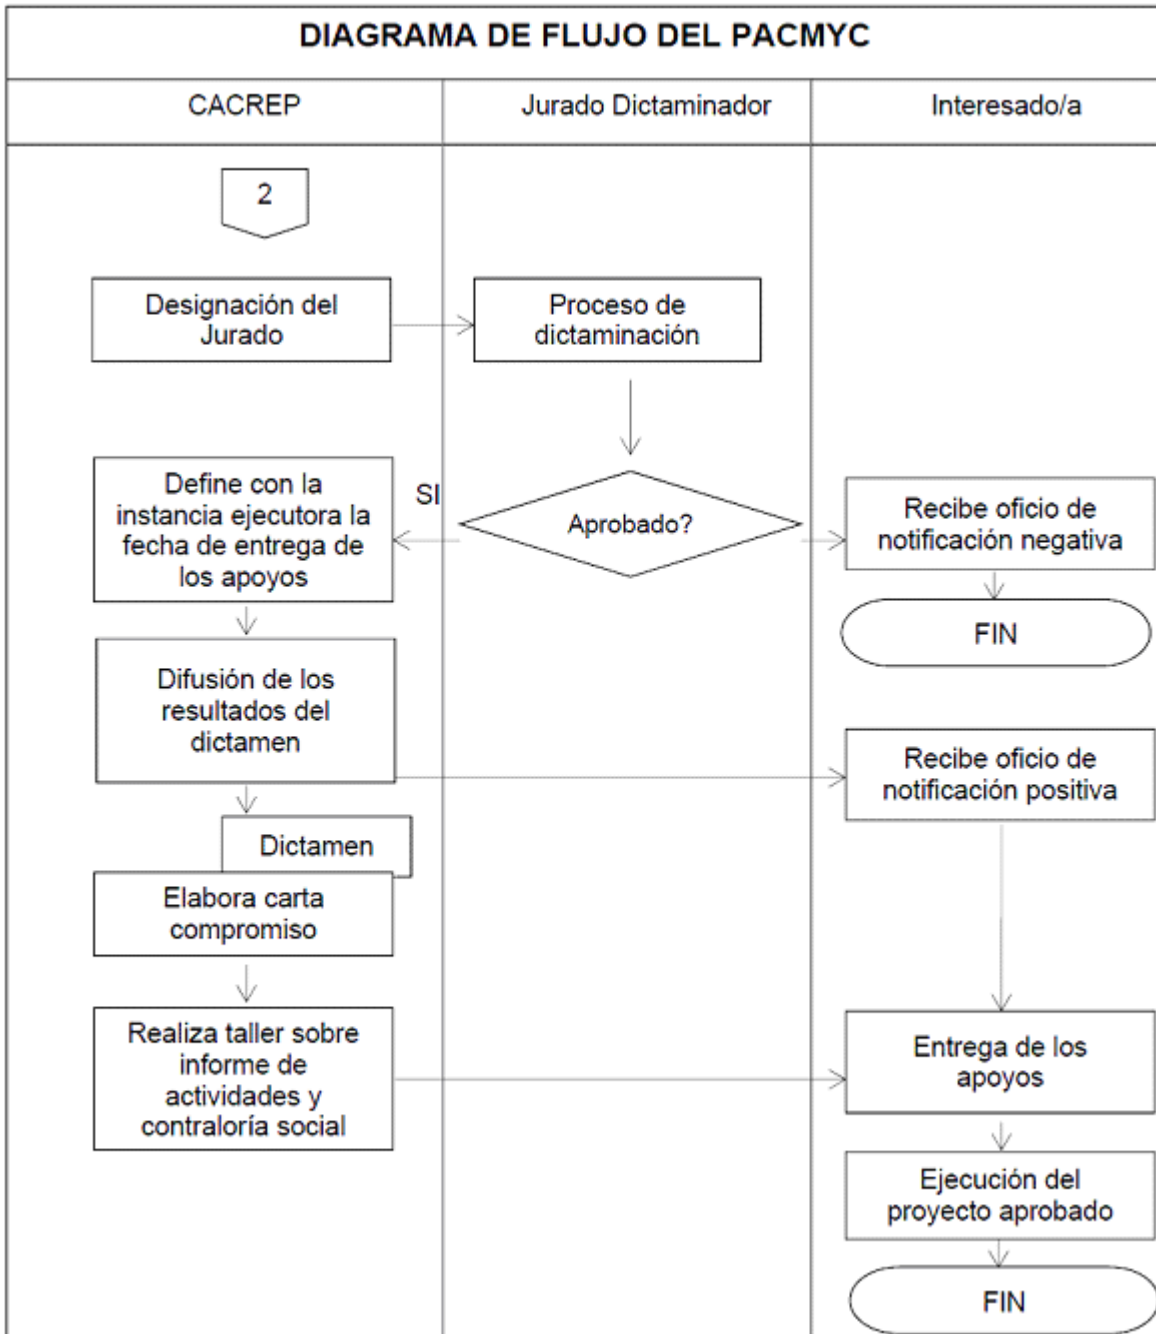 DIAGRAMA DE FLUJO DEL PACMYC
CACREP
Jurado Dictaminador
Interesado/a
2
Designación del
Jurado
Proceso de
dictaminación
Define con la
instancia ejecutora la
fecha de entrega de
los apoyos
SI
Aprobado?
Recibe oficio de
notificación negativa
FIN
Difusión de los
resultados del
dictamen
Recibe oficio de
notificación positiva
Dictamen
Elabora carta
compromiso
Realiza taller sobre
informe de
actividades y
contraloría social
Entrega de los
apoyos
Ejecución del
proyecto aprobado
FIN